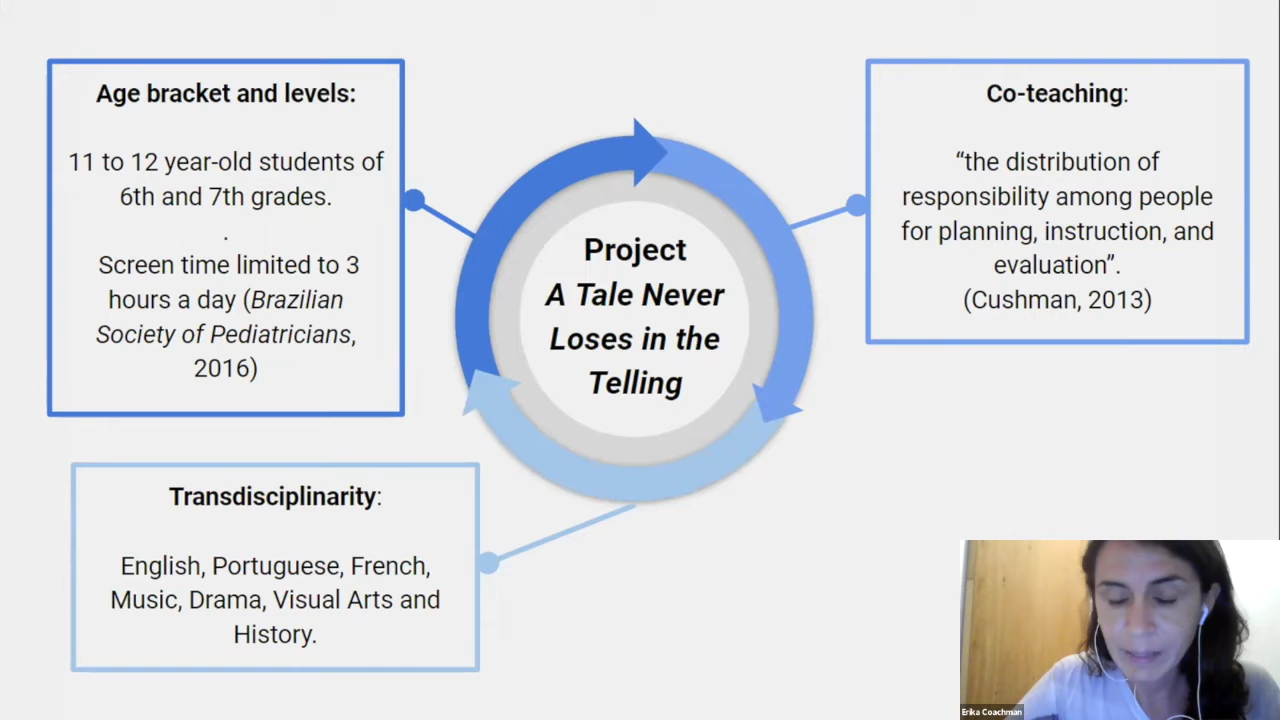 Age bracket and levels:
11 to 12 year-old students of
6th and 7th grades.
.
Screen time limited to 3
hours a day (Brazilian
Society of Pediatricians,
2016)
Project
A Tale Never
Loses in the
Telling
Co-teaching:
“the distribution of
responsibility among people
for planning, instruction, and
evaluation”.
(Cushman, 2013)
Transdisciplinarity:
English, Portuguese, French,
Music, Drama, Visual Arts and
History.
Erika Coachman